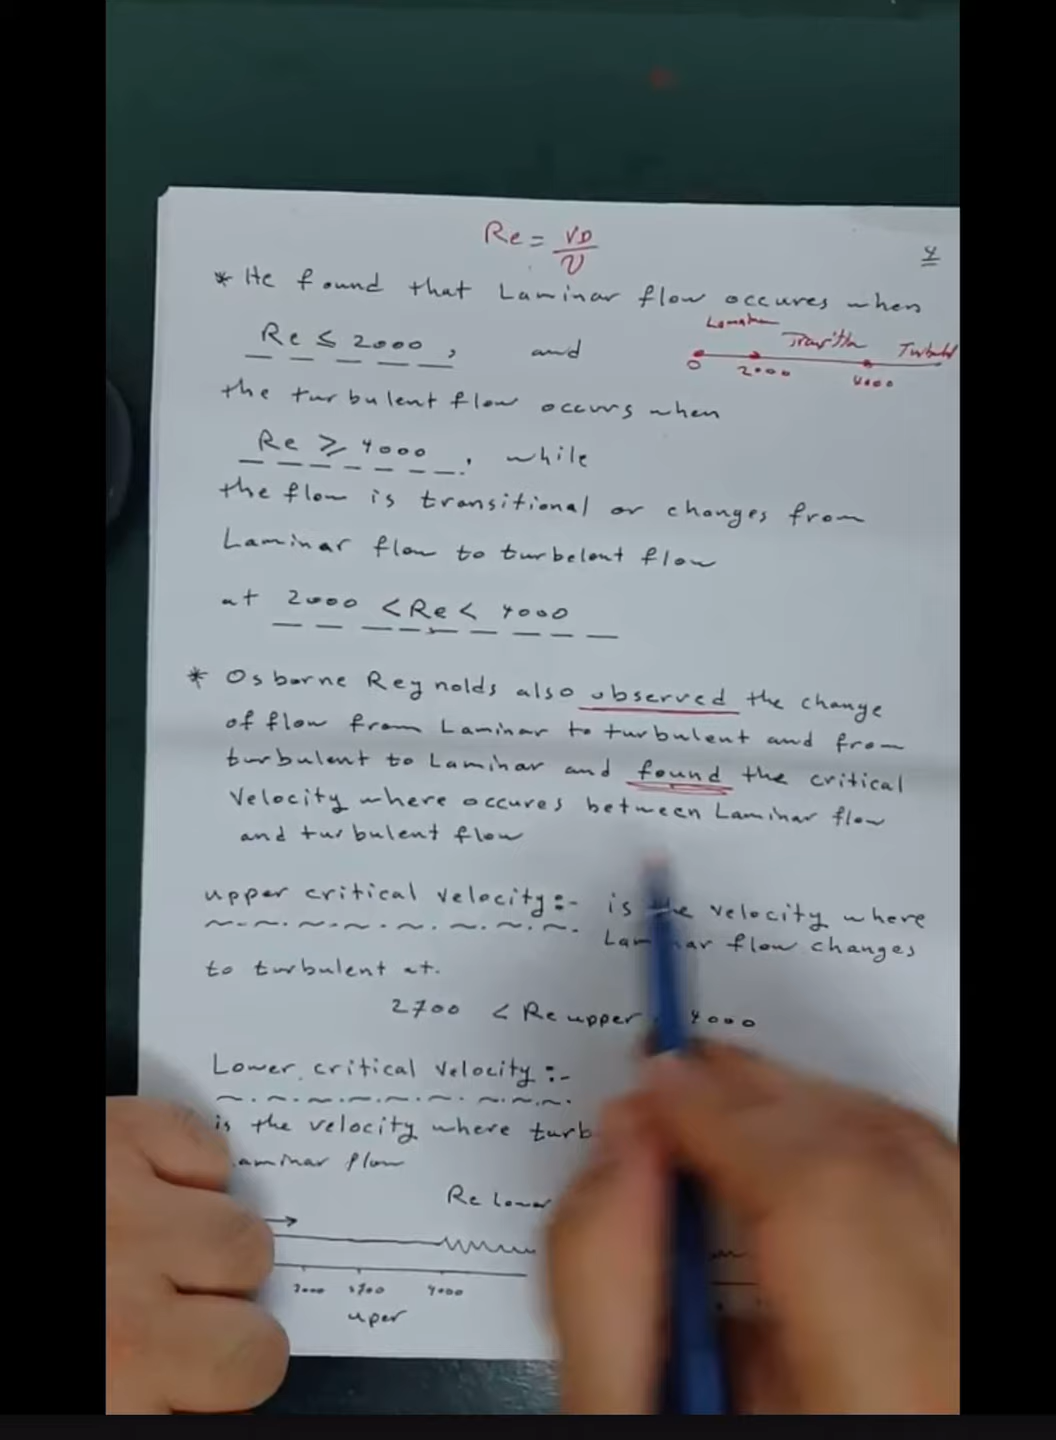 Re = VD / ν
4
* He found that Laminar flow occures when
Re ≤ 2000 , and
0 2000 4000
the turbulent flow occurs when
Re ≥ 4000 , while
the flow is transitional or changes from
Laminar flow to turbelent flow
at 2000 < Re < 4000
* Osborne Reynolds also observed the change
of flow from Laminar to turbulent and from
turbulent to Laminar and found the critical
Velocity where occures between Laminar flow
and turbulent flow
upper critical velocity:- is the velocity where
Laminar flow changes
to turbulent at.
2700 < Re upper 4000
Lower critical velocity:-
is the velocity where turb
Laminar flow
Re lower
2000 2700 4000
uper